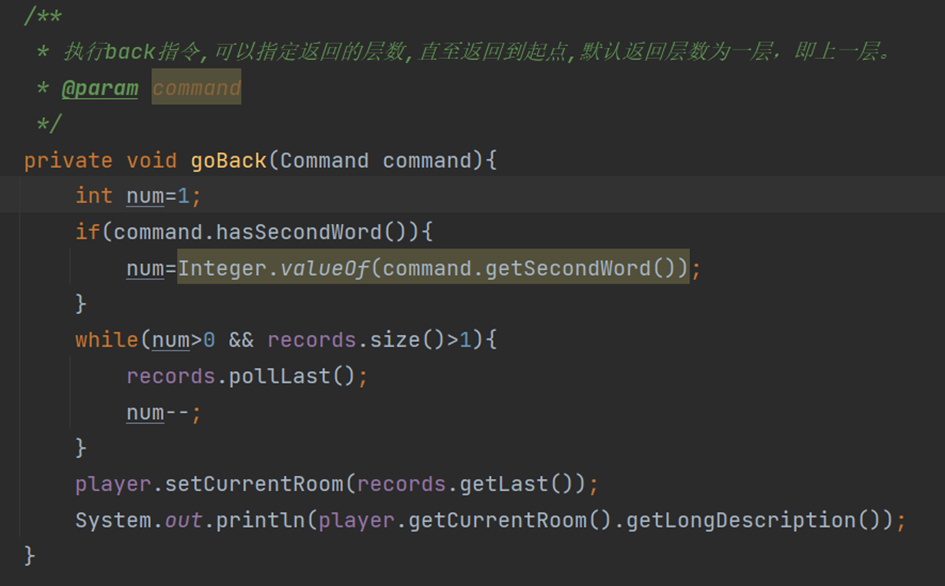 /**
 * 执行back指令,可以指定返回的层数,直至返回到起点,默认返回层数为一层，即上一层。
 * @param command
 */
private void goBack(Command command){
    int num=1;
    if(command.hasSecondWord()){
        num=Integer.valueOf(command.getSecondWord());
    }
    while(num>0 && records.size()>1){
        records.pollLast();
        num--;
    }
    player.setCurrentRoom(records.getLast());
    System.out.println(player.getCurrentRoom().getLongDescription());
}